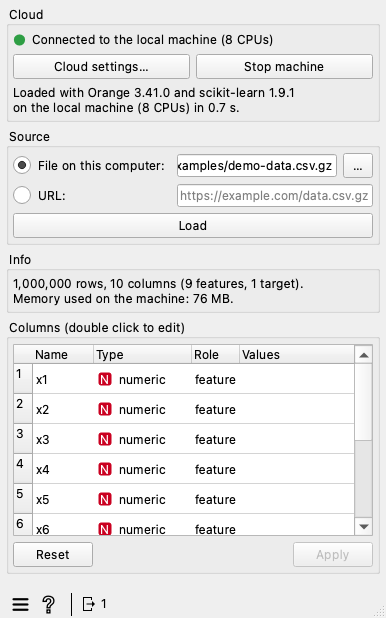 Cloud
Connected to the local machine (8 CPUs)
Cloud settings... Stop machine
Loaded with Orange 3.41.0 and scikit-learn 1.9.1
on the local machine (8 CPUs) in 0.7 s.
Source
File on this computer: xamples/demo-data.csv.gz ...
URL: https://example.com/data.csv.gz
Load
Info
1,000,000 rows, 10 columns (9 features, 1 target).
Memory used on the machine: 76 MB.
Columns (double click to edit)
Name Type Role Values
1 x1 N numeric feature
2 x2 N numeric feature
3 x3 N numeric feature
4 x4 N numeric feature
5 x5 N numeric feature
6 x6 N numeric feature
Reset Apply
? 1